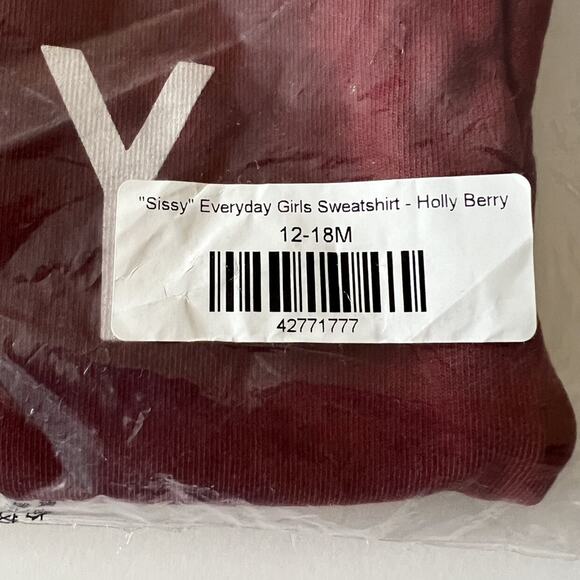 Y
"Sissy" Everyday Girls Sweatshirt - Holly Berry
12-18M
42771777